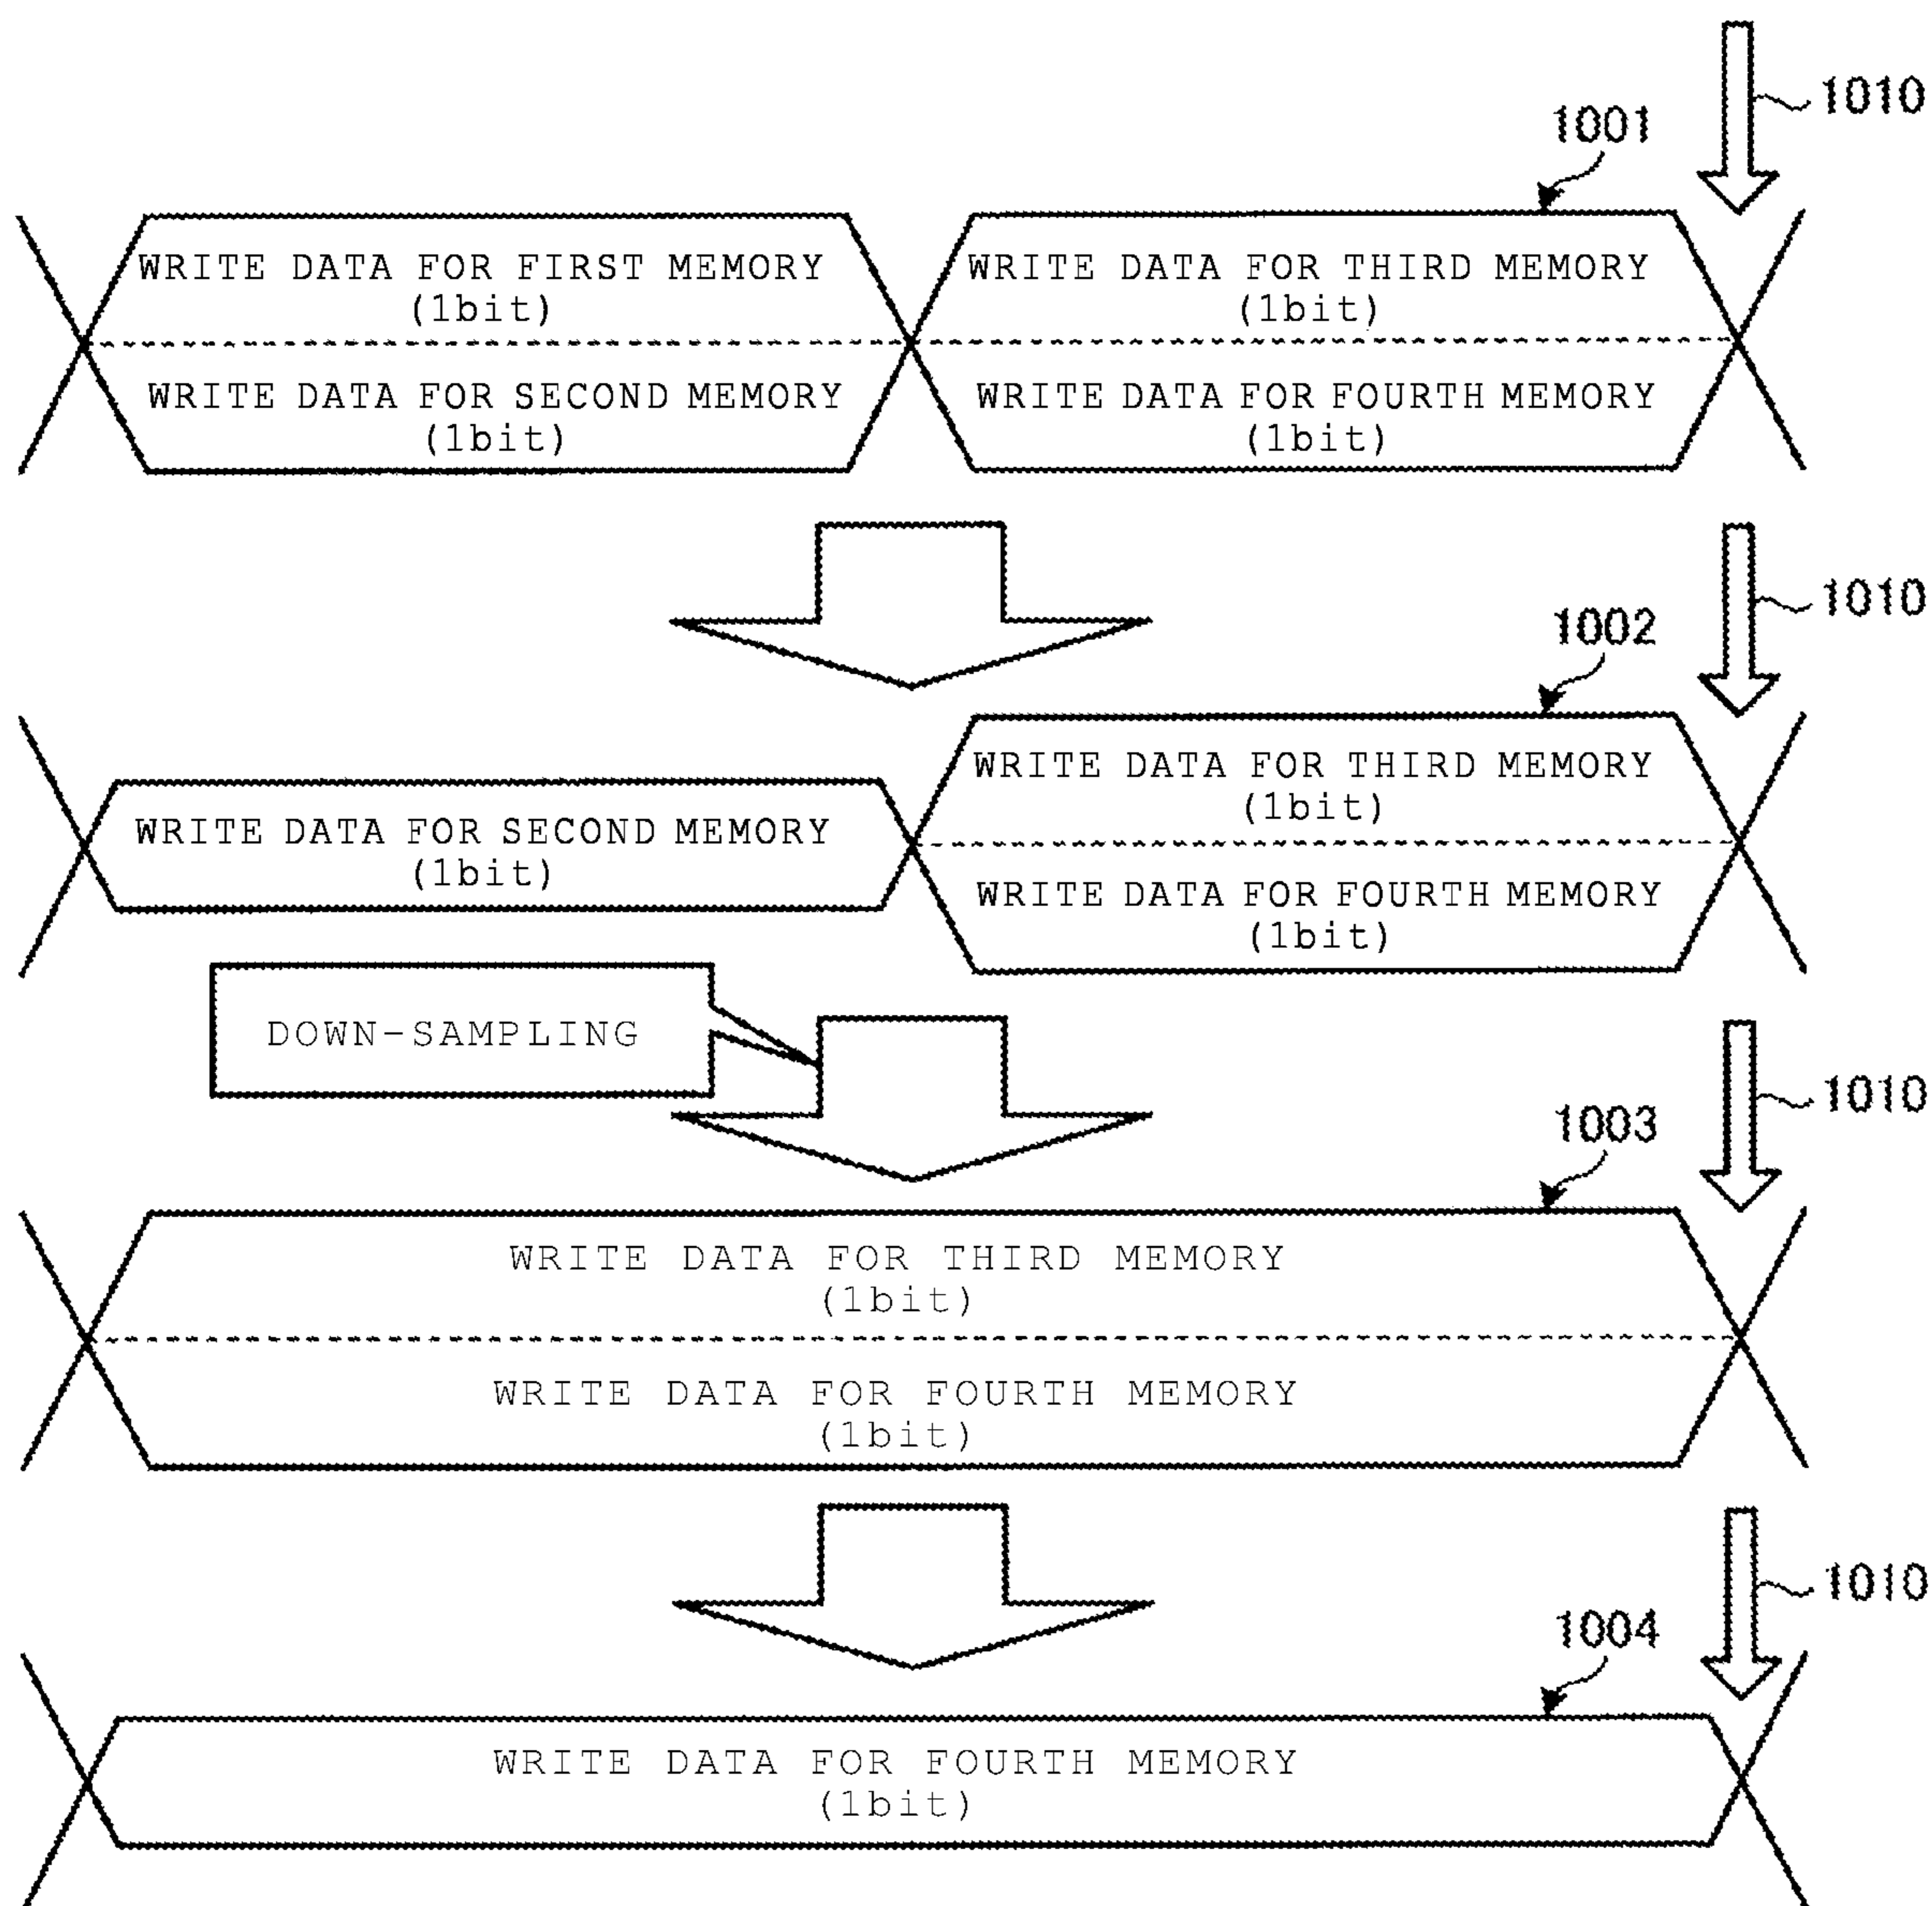 1010
1001
WRITE DATA FOR FIRST MEMORY
(1bit)
WRITE DATA FOR THIRD MEMORY
(1bit)
WRITE DATA FOR SECOND MEMORY
(1bit)
WRITE DATA FOR FOURTH MEMORY
(1bit)
1010
1002
WRITE DATA FOR THIRD MEMORY
(1bit)
WRITE DATA FOR SECOND MEMORY
(1bit)
WRITE DATA FOR FOURTH MEMORY
(1bit)
DOWN-SAMPLING
1010
1003
WRITE DATA FOR THIRD MEMORY
(1bit)
WRITE DATA FOR FOURTH MEMORY
(1bit)
1010
1004
WRITE DATA FOR FOURTH MEMORY
(1bit)